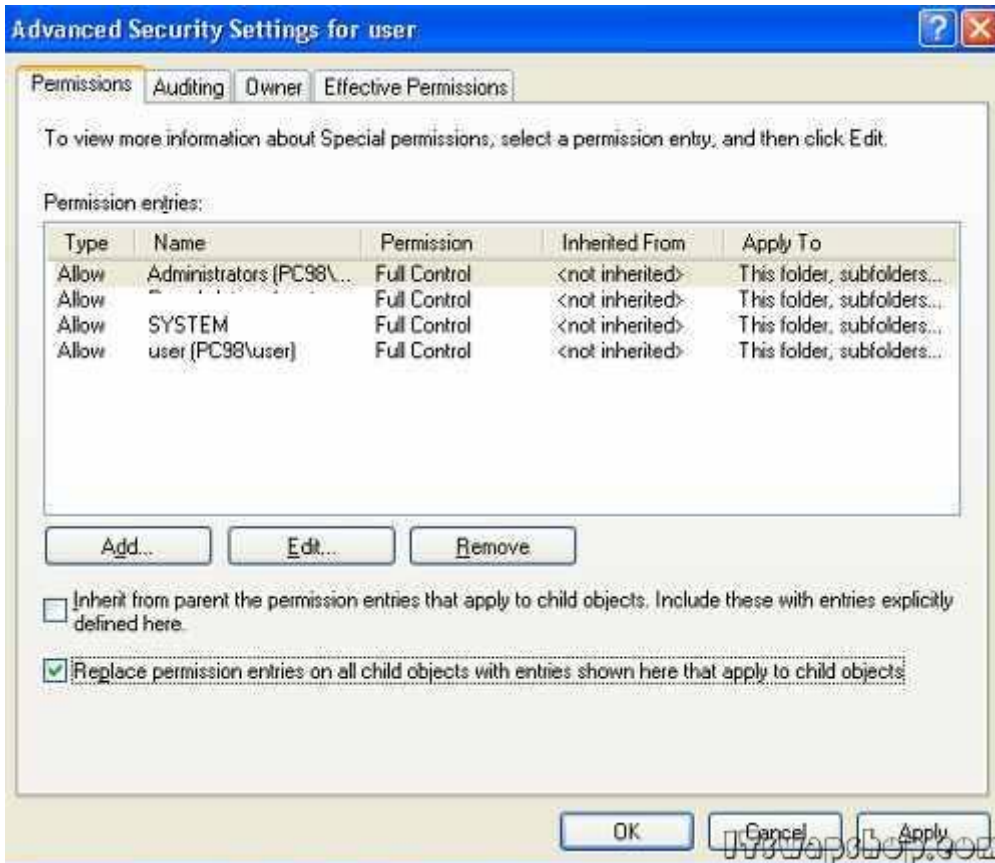 Advanced Security Settings for user
Permissions Auditing Owner Effective Permissions
To view more information about Special permissions, select a permission entry, and then click Edit.
Permission entries:
Type Name Permission Inherited From Apply To
Allow Administrators (PC98\... Full Control <not inherited> This folder, subfolders...
Allow Full Control <not inherited> This folder, subfolders...
Allow SYSTEM Full Control <not inherited> This folder, subfolders...
Allow user (PC98\user) Full Control <not inherited> This folder, subfolders...
Add... Edit... Remove
Inherit from parent the permission entries that apply to child objects. Include these with entries explicitly
defined here.
Replace permission entries on all child objects with entries shown here that apply to child objects
OK Cancel Apply